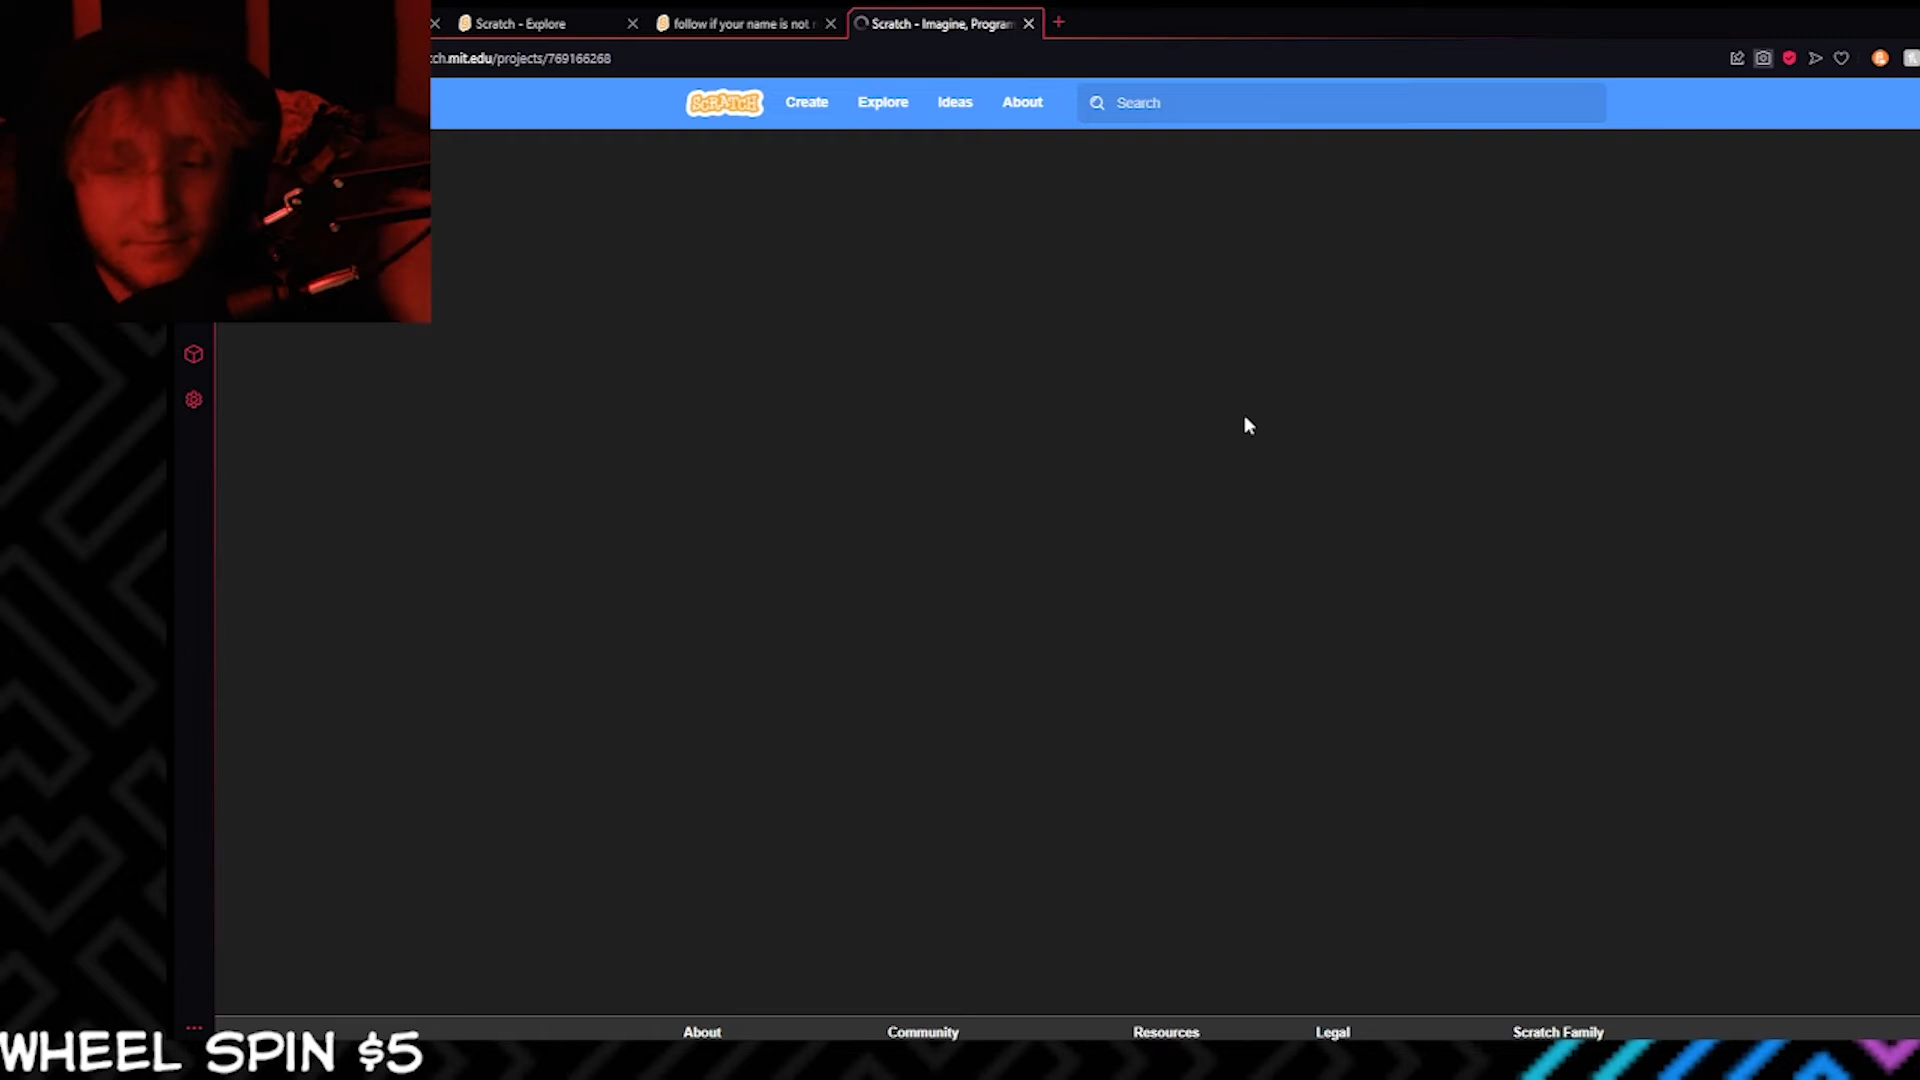 Scratch - Explore
follow if your name is not
Scratch - Imagine, Program
ch.mit.edu/projects/769166268
SCRATCH
Create
Explore
Ideas
About
Search
About
Community
Resources
Legal
Scratch Family
WHEEL SPIN $5